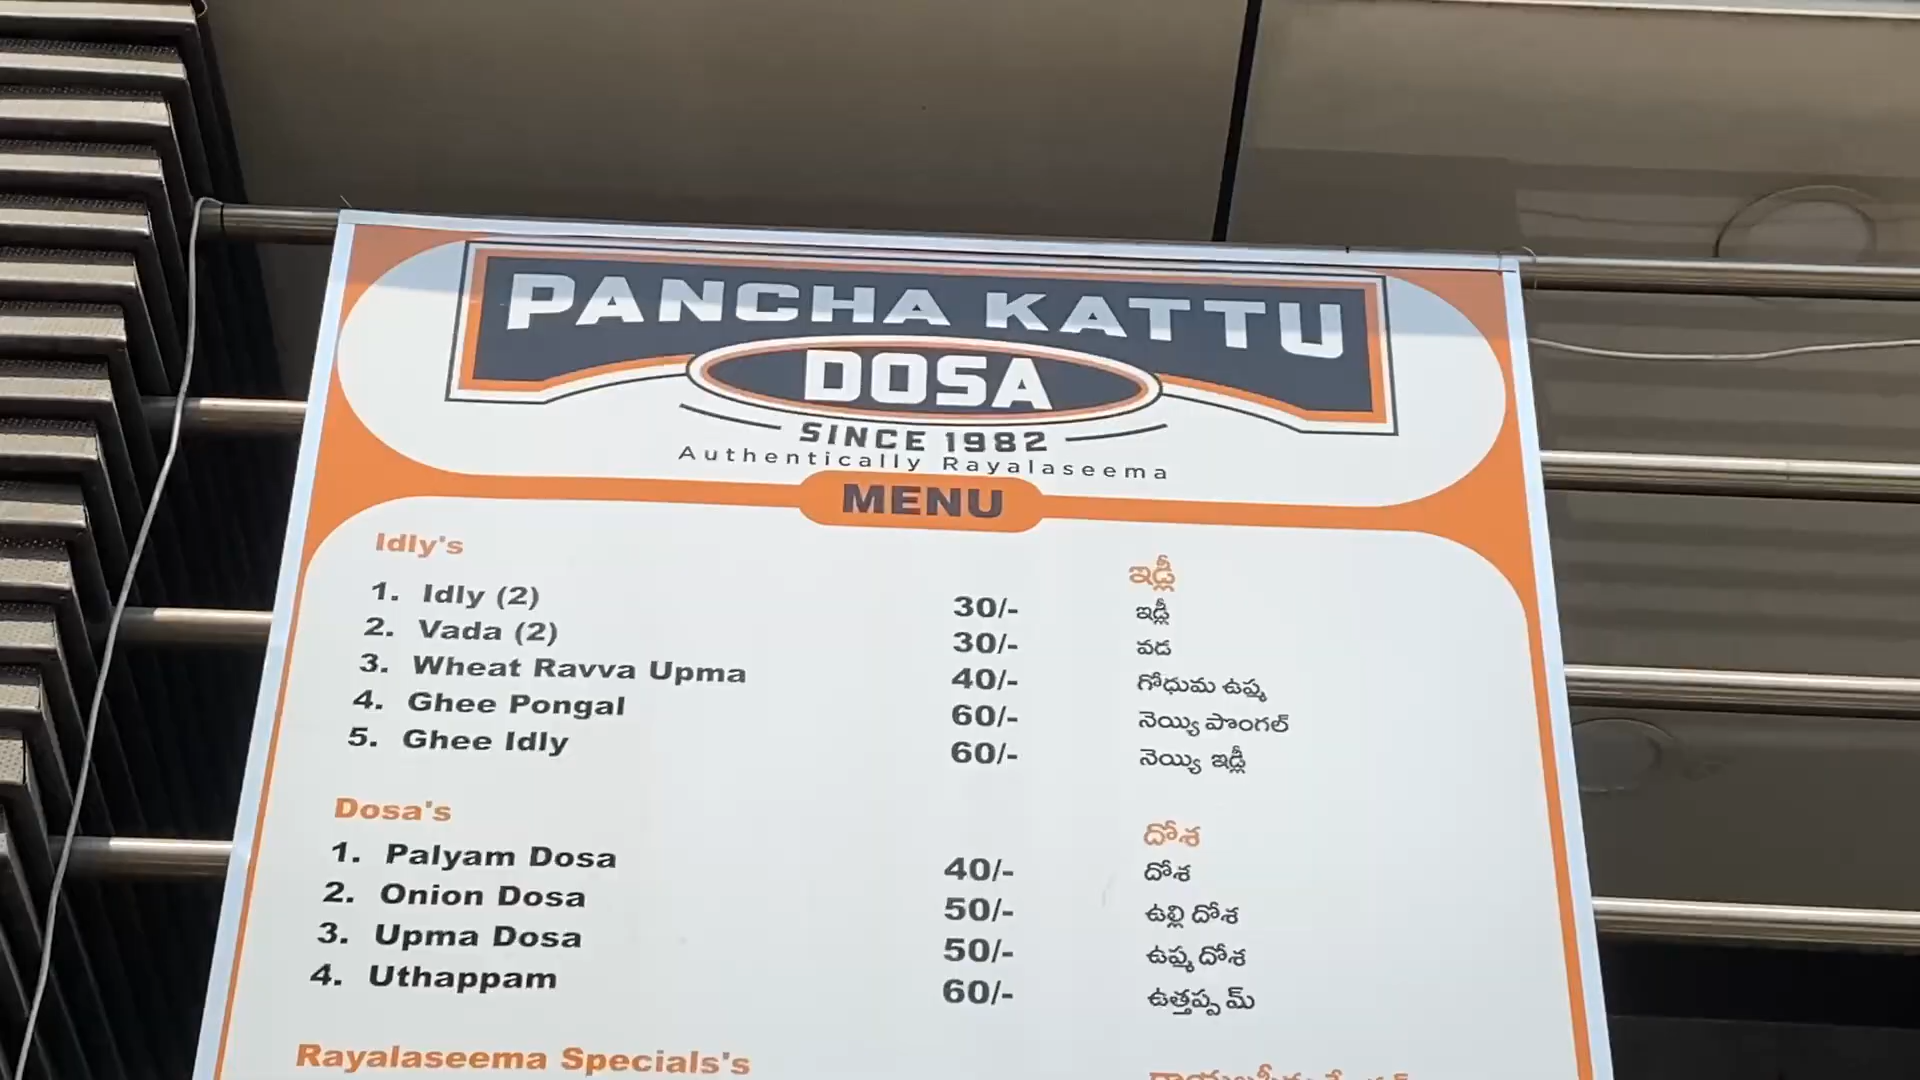 PANCHA KATTU
DOSA
SINCE 1982
Authentically Rayalaseema
MENU
Idly's ఇడ్లీ
1. Idly (2) 30/- ఇడ్లీ
2. Vada (2) 30/- వడ
3. Wheat Ravva Upma 40/- గోధుమ ఉప్మ
4. Ghee Pongal 60/- నెయ్యి పొంగల్
5. Ghee Idly 60/- నెయ్యి ఇడ్లీ
Dosa's దోశ
1. Palyam Dosa 40/- దోశ
2. Onion Dosa 50/- ఉల్లి దోశ
3. Upma Dosa 50/- ఉప్మ దోశ
4. Uthappam 60/- ఉత్తప్పమ్
Rayalaseema Specials's